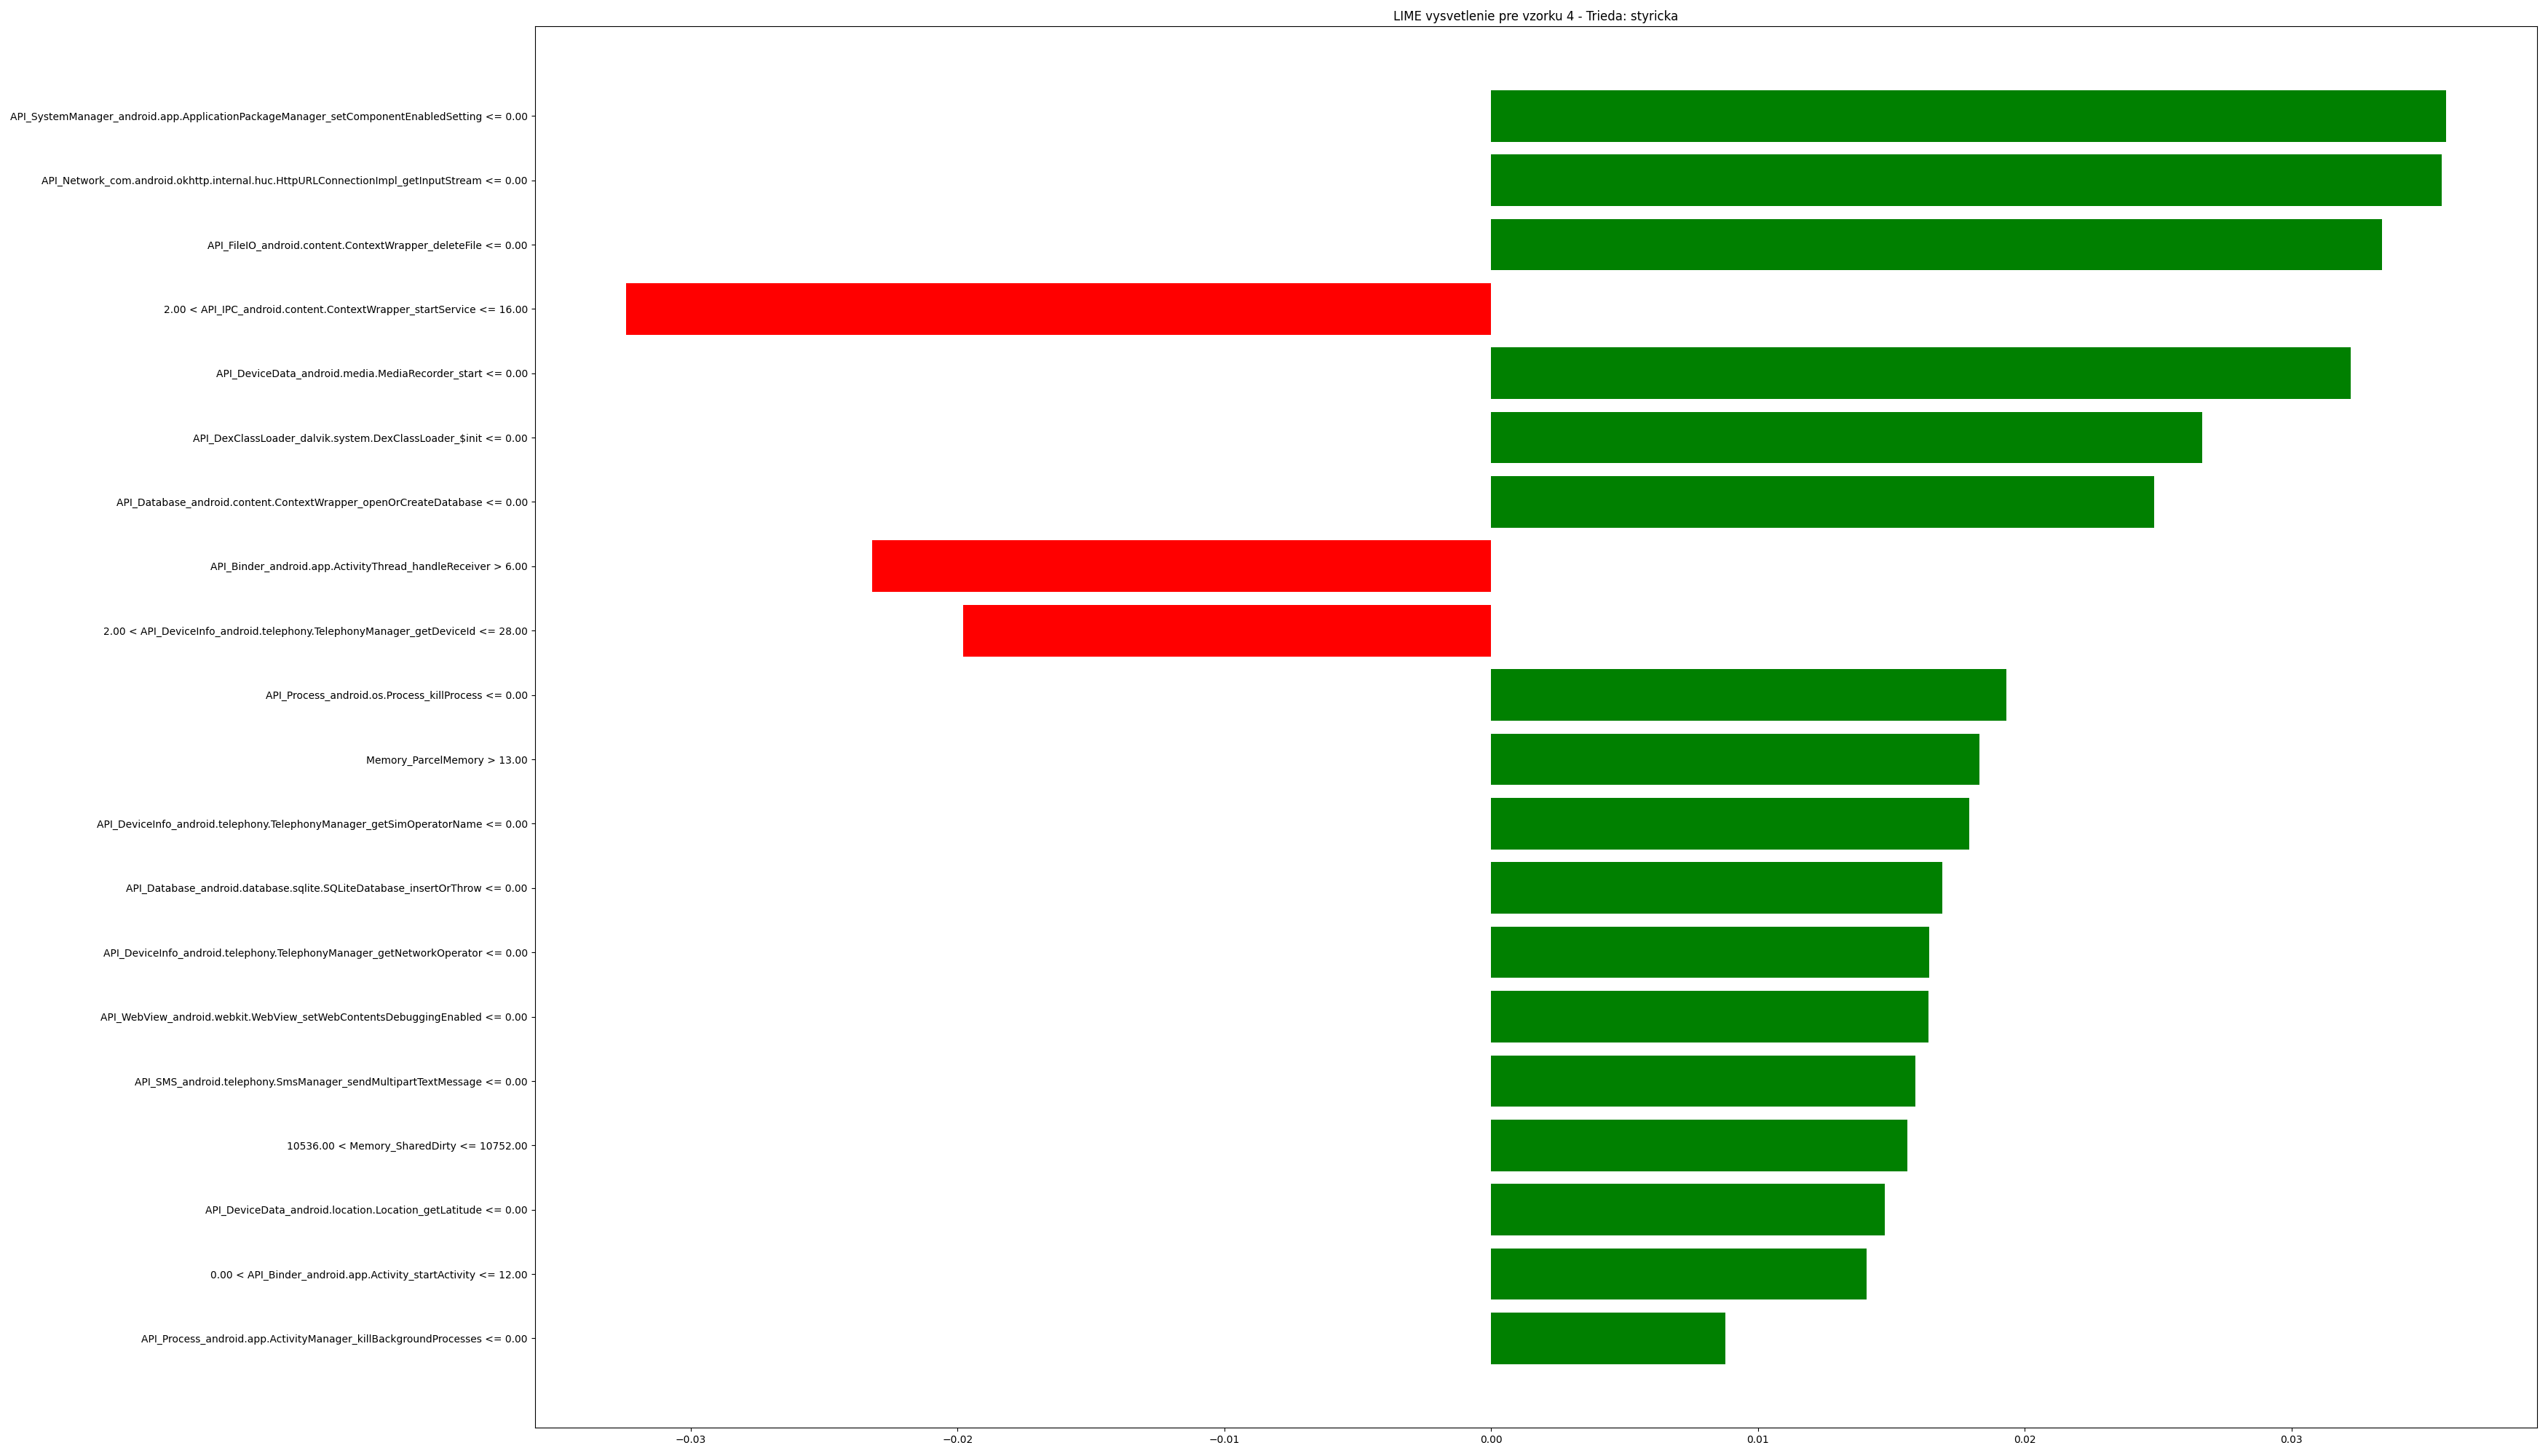 LIME vysvetlenie pre vzorku 4 - Trieda: styricka
API_SystemManager_android.app.ApplicationPackageManager_setComponentEnabledSetting <= 0.00
API_Network_com.android.okhttp.internal.huc.HttpURLConnectionImpl_getInputStream <= 0.00
API_FileIO_android.content.ContextWrapper_deleteFile <= 0.00
2.00 < API_IPC_android.content.ContextWrapper_startService <= 16.00
API_DeviceData_android.media.MediaRecorder_start <= 0.00
API_DexClassLoader_dalvik.system.DexClassLoader_$init <= 0.00
API_Database_android.content.ContextWrapper_openOrCreateDatabase <= 0.00
API_Binder_android.app.ActivityThread_handleReceiver > 6.00
2.00 < API_DeviceInfo_android.telephony.TelephonyManager_getDeviceId <= 28.00
API_Process_android.os.Process_killProcess <= 0.00
Memory_ParcelMemory > 13.00
API_DeviceInfo_android.telephony.TelephonyManager_getSimOperatorName <= 0.00
API_Database_android.database.sqlite.SQLiteDatabase_insertOrThrow <= 0.00
API_DeviceInfo_android.telephony.TelephonyManager_getNetworkOperator <= 0.00
API_WebView_android.webkit.WebView_setWebContentsDebuggingEnabled <= 0.00
API_SMS_android.telephony.SmsManager_sendMultipartTextMessage <= 0.00
10536.00 < Memory_SharedDirty <= 10752.00
API_DeviceData_android.location.Location_getLatitude <= 0.00
0.00 < API_Binder_android.app.Activity_startActivity <= 12.00
API_Process_android.app.ActivityManager_killBackgroundProcesses <= 0.00
−0.03 −0.02 −0.01 0.00 0.01 0.02 0.03